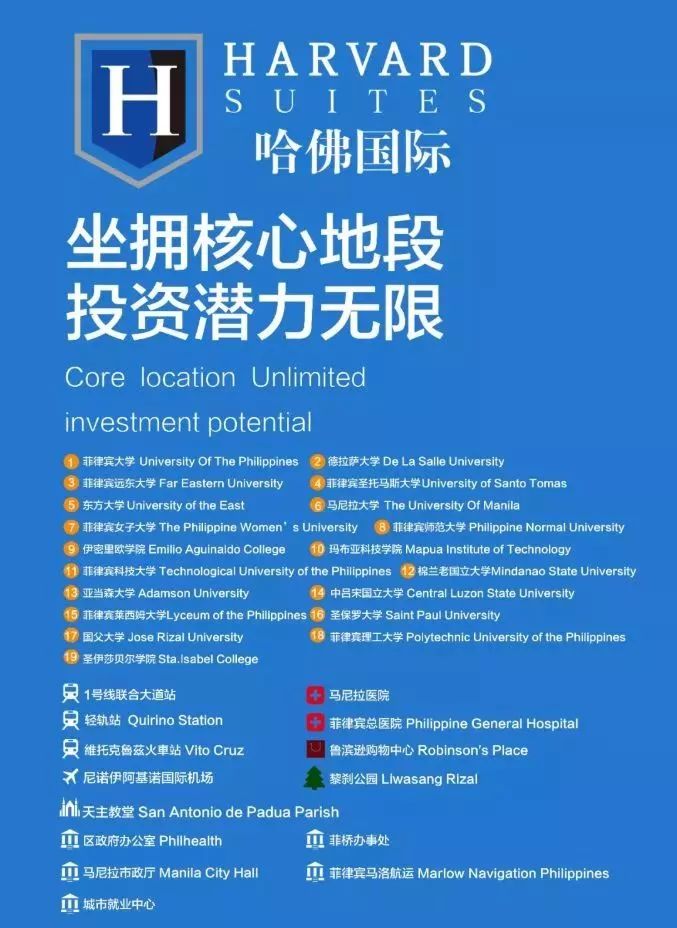 H
HARVARD
SUITES
哈佛国际
坐拥核心地段
投资潜力无限
Core location Unlimited
investment potential
1 菲律宾大学 University Of The Philippines 2 德拉萨大学 De La Salle University
3 菲律宾远东大学 Far Eastern University 4 菲律宾圣托马斯大学University of Santo Tomas
5 东方大学 University of the East 6 马尼拉大学 The University Of Manila
7 菲律宾女子大学 The Philippine Women's University 8 菲律宾师范大学 Philippine Normal University
9 伊密里欧学院 Emilio Aguinaldo College 10 玛布亚科技学院 Mapua Institute of Technology
11 菲律宾科技大学 Technological University of the Philippines 12 棉兰老国立大学Mindanao State University
13 亚当森大学 Adamson University 14 中吕宋国立大学 Central Luzon State University
15 菲律宾莱西姆大学Lyceum of the Philippines 16 圣保罗大学 Saint Paul University
17 国父大学 Jose Rizal University 18 菲律宾理工大学 Polytechnic University of the Philippines
19 圣伊莎贝尔学院 Sta.Isabel College
1号线联合大道站 马尼拉医院
轻轨站 Quirino Station 菲律宾总医院 Philippine General Hospital
維托克魯茲火車站 Vito Cruz 鲁滨逊购物中心 Robinson's Place
尼诺伊阿基诺国际机场 黎刹公园 Liwasang Rizal
天主教堂 San Antonio de Padua Parish
区政府办公室 Philhealth 菲桥办事处
马尼拉市政厅 Manila City Hall 菲律宾马洛航运 Marlow Navigation Philippines
城市就业中心